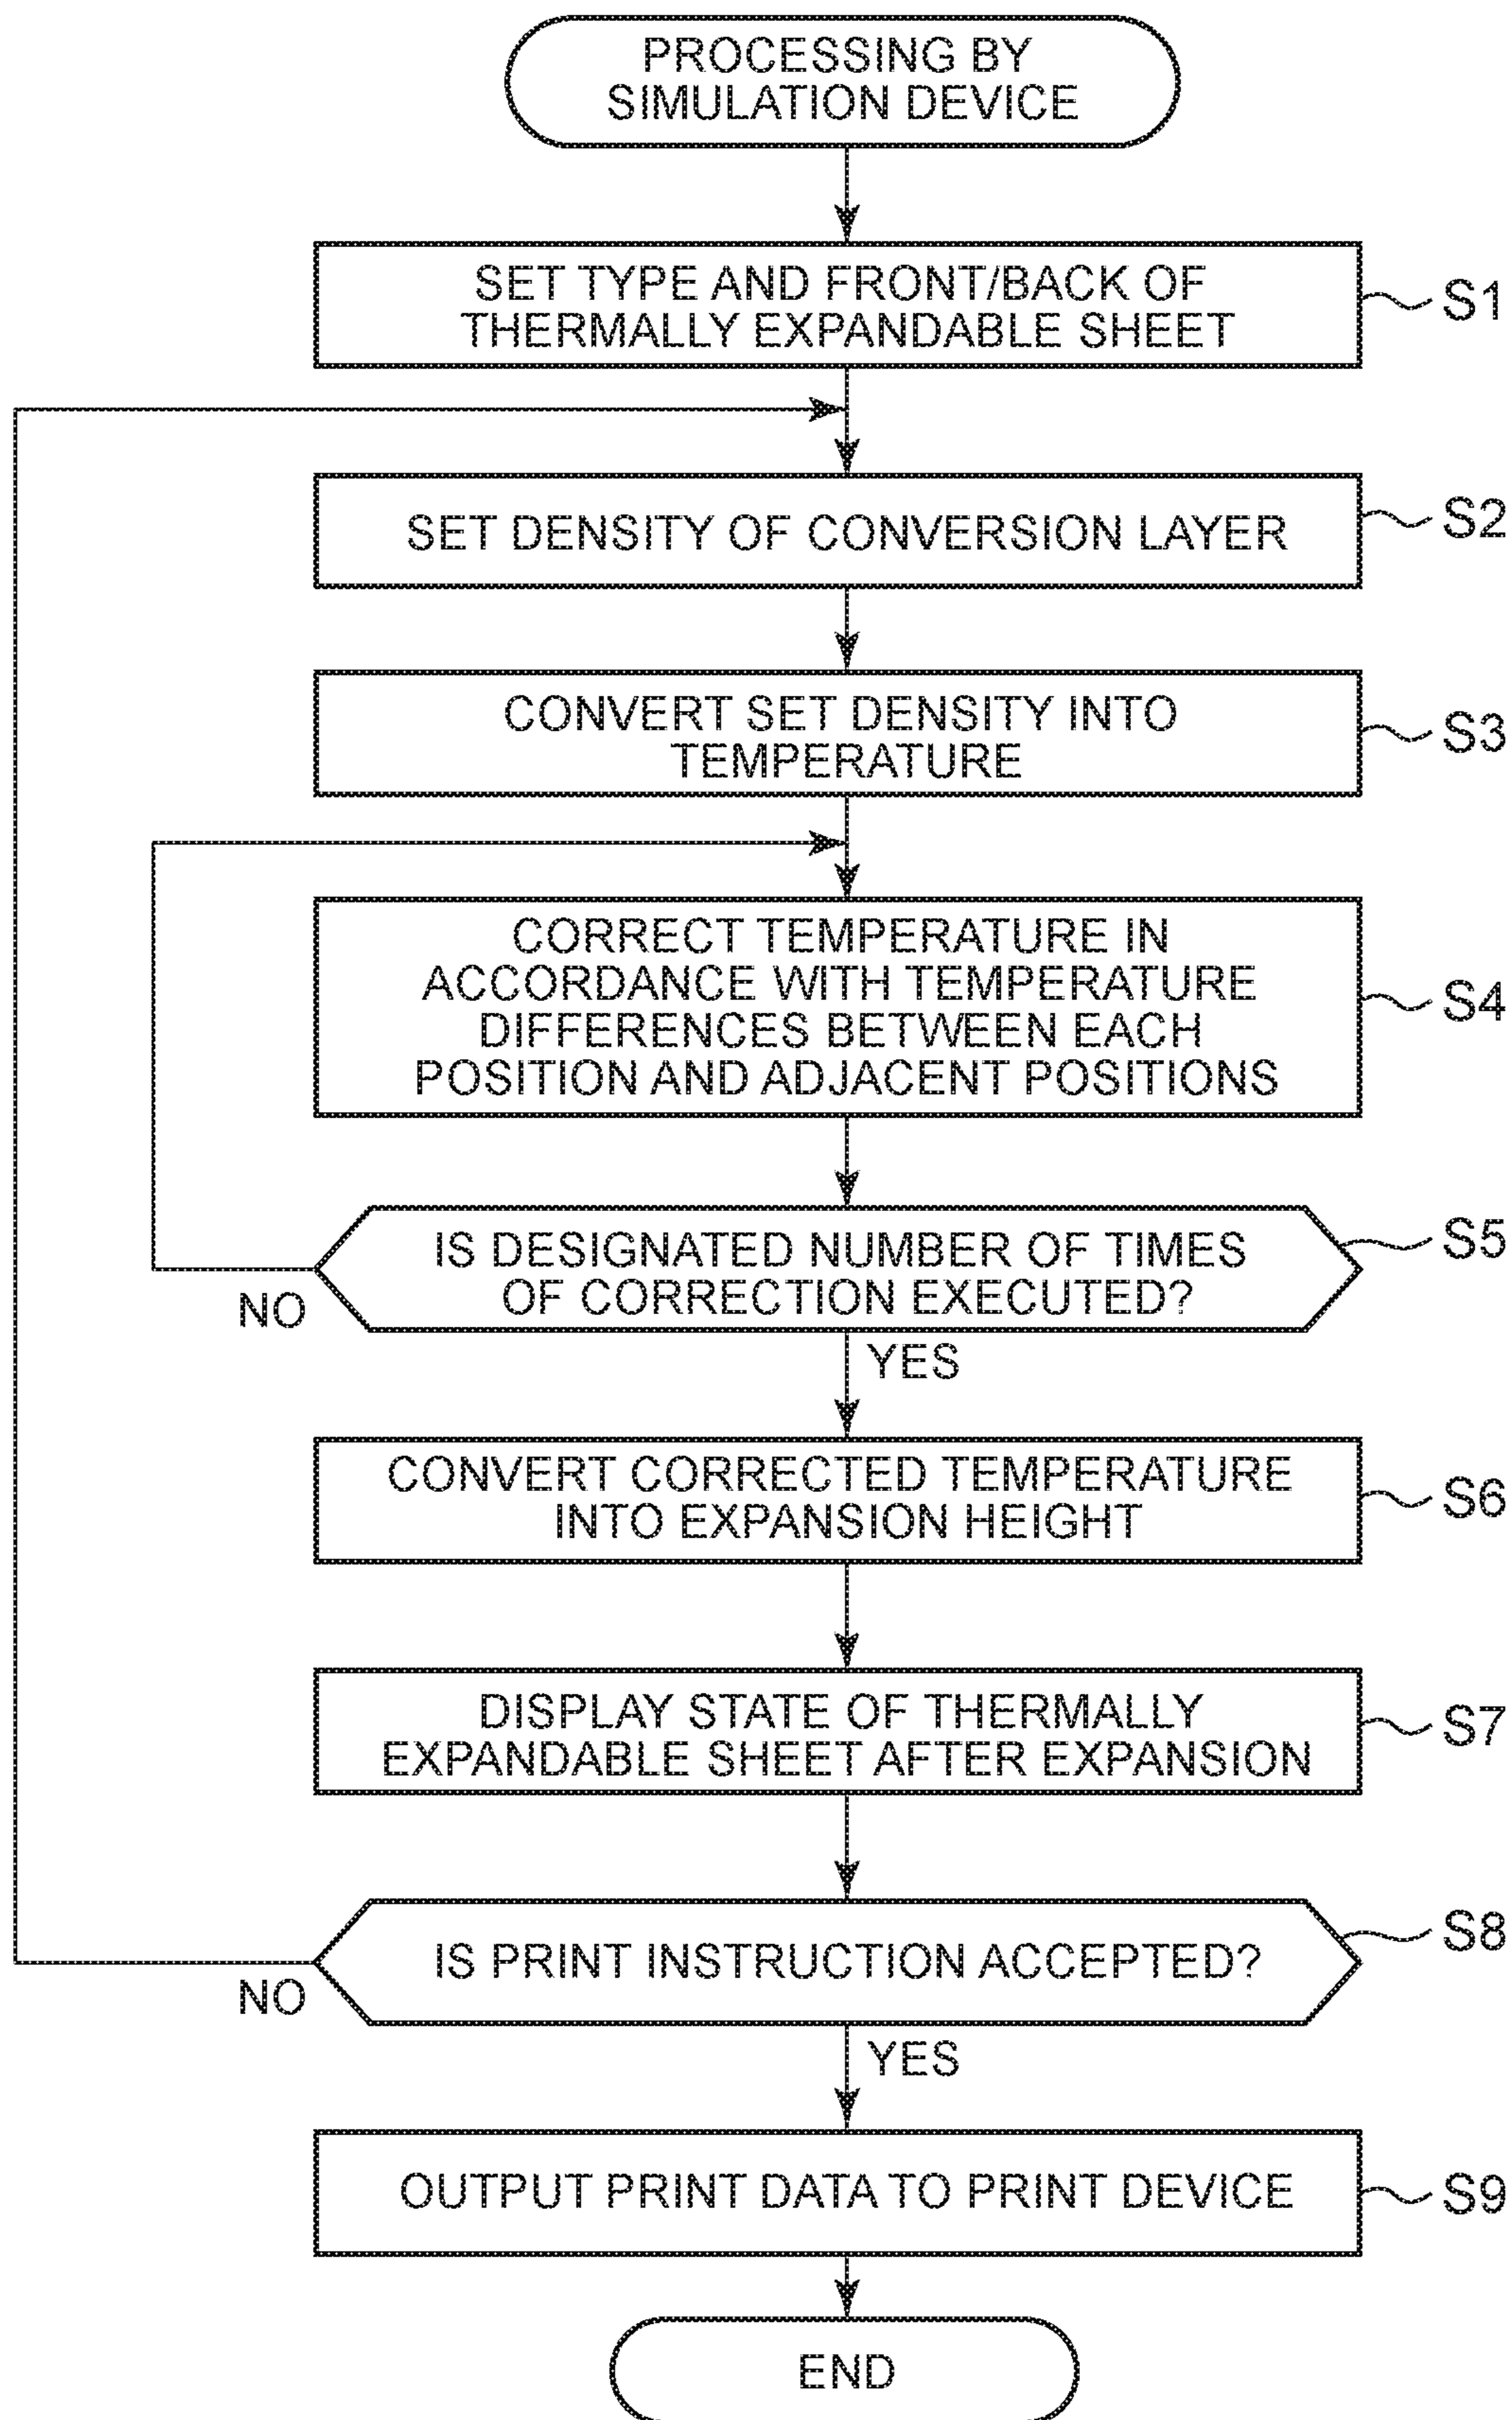 PROCESSING BY
SIMULATION DEVICE
SET TYPE AND FRONT/BACK OF
THERMALLY EXPANDABLE SHEET
S1
SET DENSITY OF CONVERSION LAYER
S2
CONVERT SET DENSITY INTO
TEMPERATURE
S3
CORRECT TEMPERATURE IN
ACCORDANCE WITH TEMPERATURE
DIFFERENCES BETWEEN EACH
POSITION AND ADJACENT POSITIONS
S4
IS DESIGNATED NUMBER OF TIMES
OF CORRECTION EXECUTED?
S5
NO
YES
CONVERT CORRECTED TEMPERATURE
INTO EXPANSION HEIGHT
S6
DISPLAY STATE OF THERMALLY
EXPANDABLE SHEET AFTER EXPANSION
S7
IS PRINT INSTRUCTION ACCEPTED?
S8
NO
YES
OUTPUT PRINT DATA TO PRINT DEVICE
S9
END